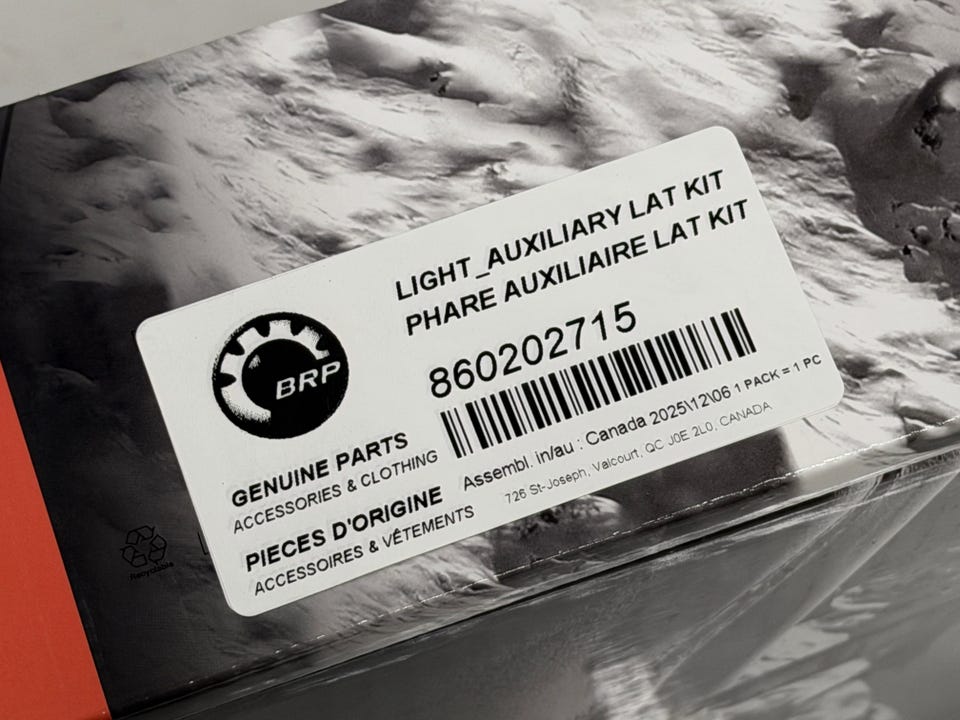 LIGHT_AUXILIARY LAT KIT
PHARE AUXILIAIRE LAT KIT
860202715
BRP
Assembl. in/au : Canada 2025\12\06 1 PACK = 1 PC
726 St-Joseph, Valcourt, QC J0E 2L0, CANADA
GENUINE PARTS
ACCESSORIES & CLOTHING
PIECES D'ORIGINE
ACCESSOIRES & VÊTEMENTS
Recyclable